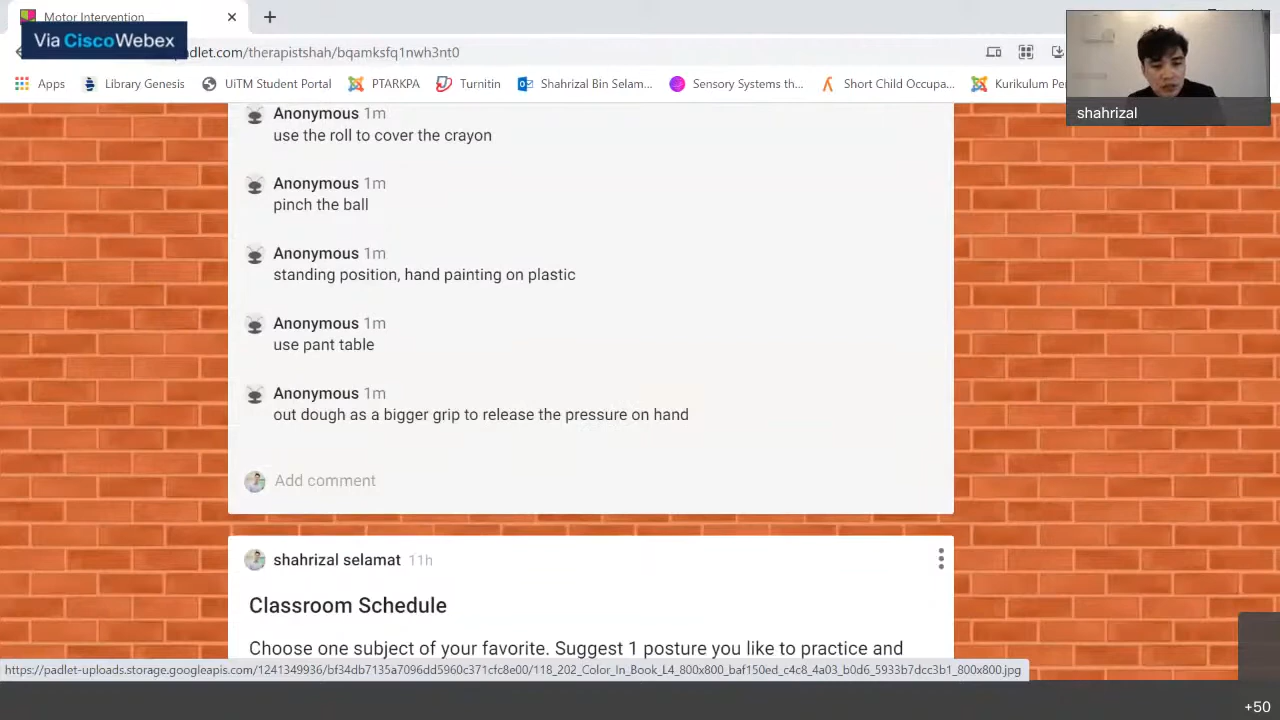 Motor Intervention
Via CiscoWebex
adlet.com/therapistshah/bqamksfq1nwh3nt0
Apps
Library Genesis
UiTM Student Portal
PTARKPA
Turnitin
Shahrizal Bin Selam...
Sensory Systems th...
Short Child Occupa...
Kurikulum Pe
shahrizal
Anonymous 1m
use the roll to cover the crayon
Anonymous 1m
pinch the ball
Anonymous 1m
standing position, hand painting on plastic
Anonymous 1m
use pant table
Anonymous 1m
out dough as a bigger grip to release the pressure on hand
Add comment
shahrizal selamat 11h
Classroom Schedule
Choose one subject of your favorite. Suggest 1 posture you like to practice and
https://padlet-uploads.storage.googleapis.com/1241349936/bf34db7135a7096dd5960c371cfc8e00/118_202_Color_In_Book_L4_800x800_baf150ed_c4c8_4a03_b0d6_5933b7dcc3b1_800x800.jpg
+50